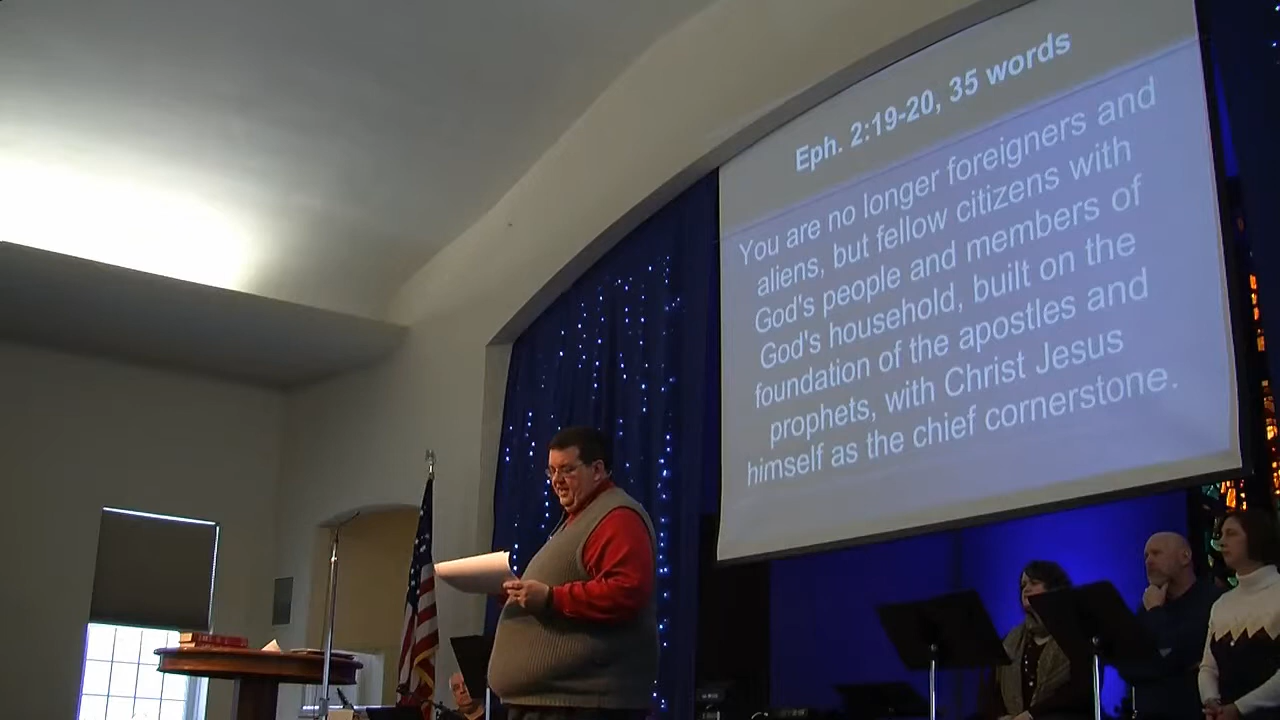 Eph. 2:19-20, 35 words
You are no longer foreigners and
aliens, but fellow citizens with
God's people and members of
God's household, built on the
foundation of the apostles and
prophets, with Christ Jesus
himself as the chief cornerstone.